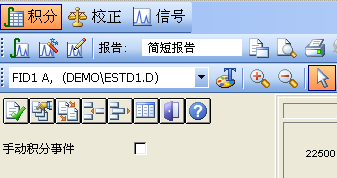 积分 校正 信号
报告: 简短报告
FID1 A, (DEMO\ESTD1.D)
手动积分事件
22500